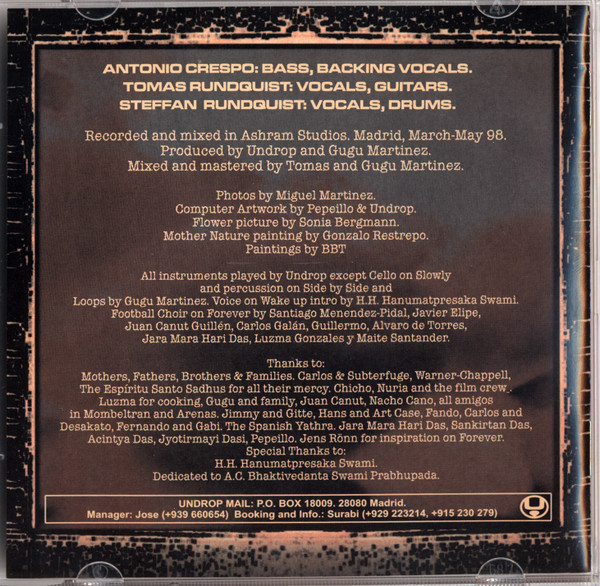 ANTONIO CRESPO: BASS, BACKING VOCALS.
TOMAS RUNDQUIST: VOCALS, GUITARS.
STEFFAN RUNDQUIST: VOCALS, DRUMS.
Recorded and mixed in Ashram Studios. Madrid, March-May 98.
Produced by Undrop and Gugu Martinez.
Mixed and mastered by Tomas and Gugu Martinez.
Photos by Miguel Martinez.
Computer Artwork by Pepeillo & Undrop.
Flower picture by Sonia Bergmann.
Mother Nature painting by Gonzalo Restrepo.
Paintings by BBT
All instruments played by Undrop except Cello on Slowly
and percussion on Side by Side and
Loops by Gugu Martinez. Voice on Wake up intro by H.H. Hanumatpresaka Swami.
Football Choir on Forever by Santiago Menendez-Pidal, Javier Elipe,
Juan Canut Guillén, Carlos Galán, Guillermo, Alvaro de Torres,
Jara Mara Hari Das, Luzma Gonzales y Maite Santander.
Thanks to:
Mothers, Fathers, Brothers & Families. Carlos & Subterfuge, Warner-Chappell,
The Espíritu Santo Sadhus for all their mercy. Chicho, Nuria and the film crew.
Luzma for cooking, Gugu and family, Juan Canut, Nacho Cano, all amigos
in Mombeltran and Arenas. Jimmy and Gitte, Hans and Art Case, Fando, Carlos and
Desakato, Fernando and Gabi. The Spanish Yathra. Jara Mara Hari Das, Sankirtan Das,
Acintya Das, Jyotirmayi Dasi, Pepeillo. Jens Rönn for inspiration on Forever.
Special Thanks to:
H.H. Hanumatpresaka Swami.
Dedicated to A.C. Bhaktivedanta Swami Prabhupada.
UNDROP MAIL: P.O. BOX 18009. 28080 Madrid.
Manager: Jose (+939 660654) Booking and Info.: Surabi (+929 223214, +915 230 279)